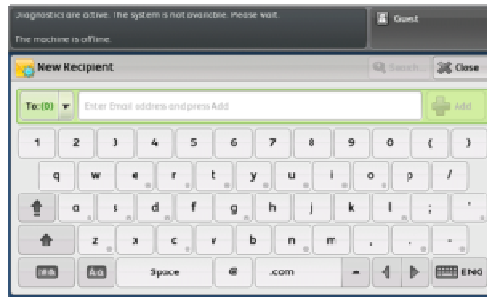 Diagnostics are active. The system is not available. Please wait.
Guest
The machine is offline.
New Recipient
Search
Close
To: (0)
Enter Email address and press Add
Add
1 2 3 4 5 6 7 8 9 0 ( )
q w e r t y u i o p /
a s d f g h j k l ; '
z x c v b n m , . -
Aa Space @ .com ENG